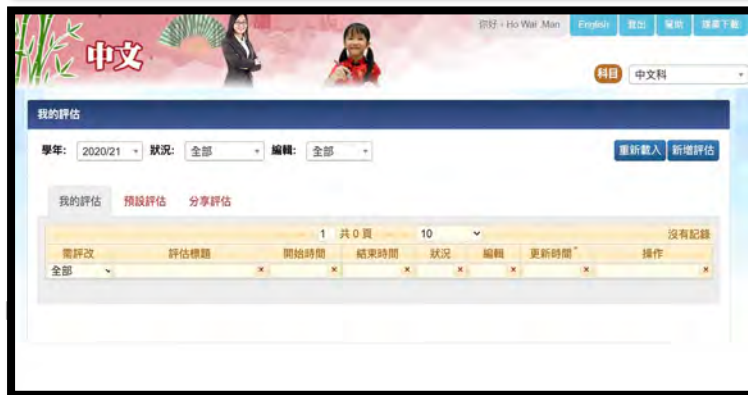 中文
你好，Ho Wai Man English 登出 幫助 課書下載
科目 中文科
我的評估
學年: 2020/21 狀況: 全部 編輯: 全部 重新載入 新增評估
我的評估 預設評估 分享評估
1 共 0 頁 10 沒有記錄
需評改 評估標題 開始時間 結束時間 狀況 編輯 更新時間 操作
全部 × × × × × × ×